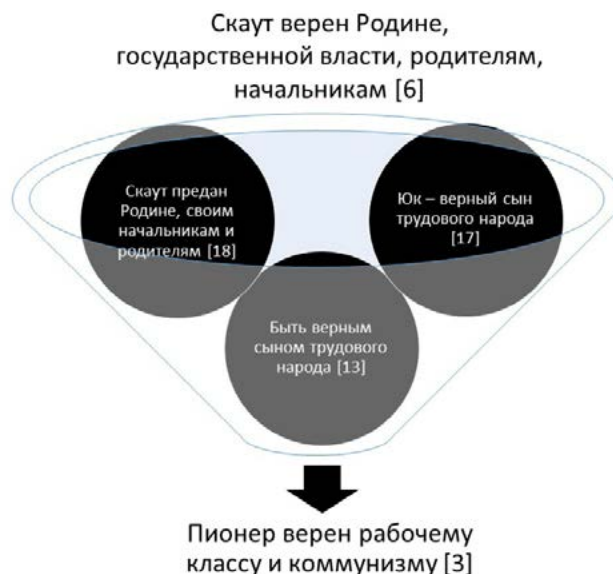 Скаут верен Родине,
государственной власти, родителям,
начальникам [6]
Скаут предан
Родине, своим
начальникам и
родителям [18]
Юк – верный сын
трудового народа
[17]
Быть верным
сыном трудового
народа [13]
Пионер верен рабочему
классу и коммунизму [3]